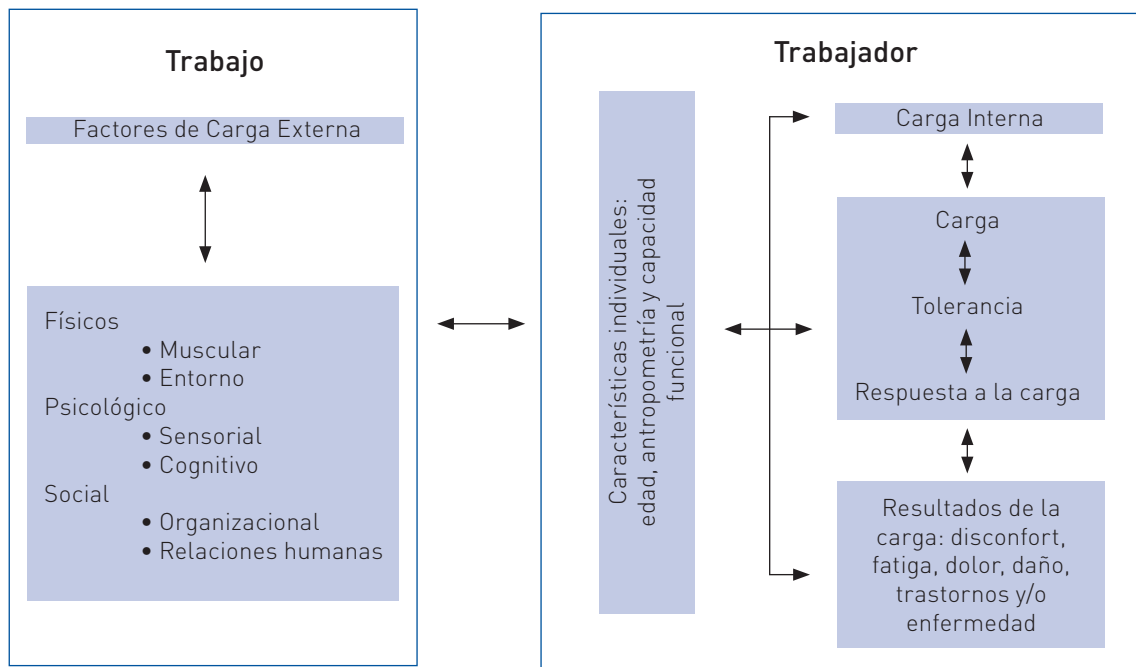 Trabajo
Factores de Carga Externa
Físicos
• Muscular
• Entorno
Psicológico
• Sensorial
• Cognitivo
Social
• Organizacional
• Relaciones humanas
Trabajador
Características individuales:
edad, antropometría y capacidad
funcional
Carga Interna
Carga
Tolerancia
Respuesta a la carga
Resultados de la
carga: disconfort,
fatiga, dolor, daño,
trastornos y/o
enfermedad